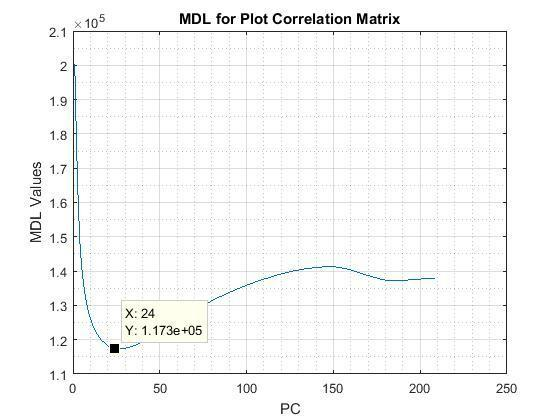 MDL for Plot Correlation Matrix
×10⁵
2.1
2
1.9
1.8
1.7
1.6
1.5
1.4
1.3
1.2
1.1
MDL Values
X: 24
Y: 1.173e+05
0 50 100 150 200 250
PC